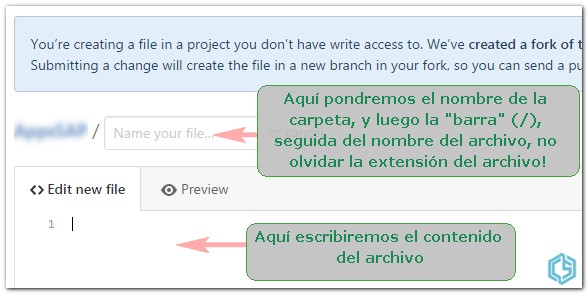 You're creating a file in a project you don't have write access to. We've created a fork of t
Submitting a change will create the file in a new branch in your fork, so you can send a pu
/ Name your file... or cancel
Aquí pondremos el nombre de la
carpeta, y luego la "barra" (/),
seguida del nombre del archivo, no
olvidar la extensión del archivo!
<> Edit new file
Preview
1
Aquí escribiremos el contenido
del archivo